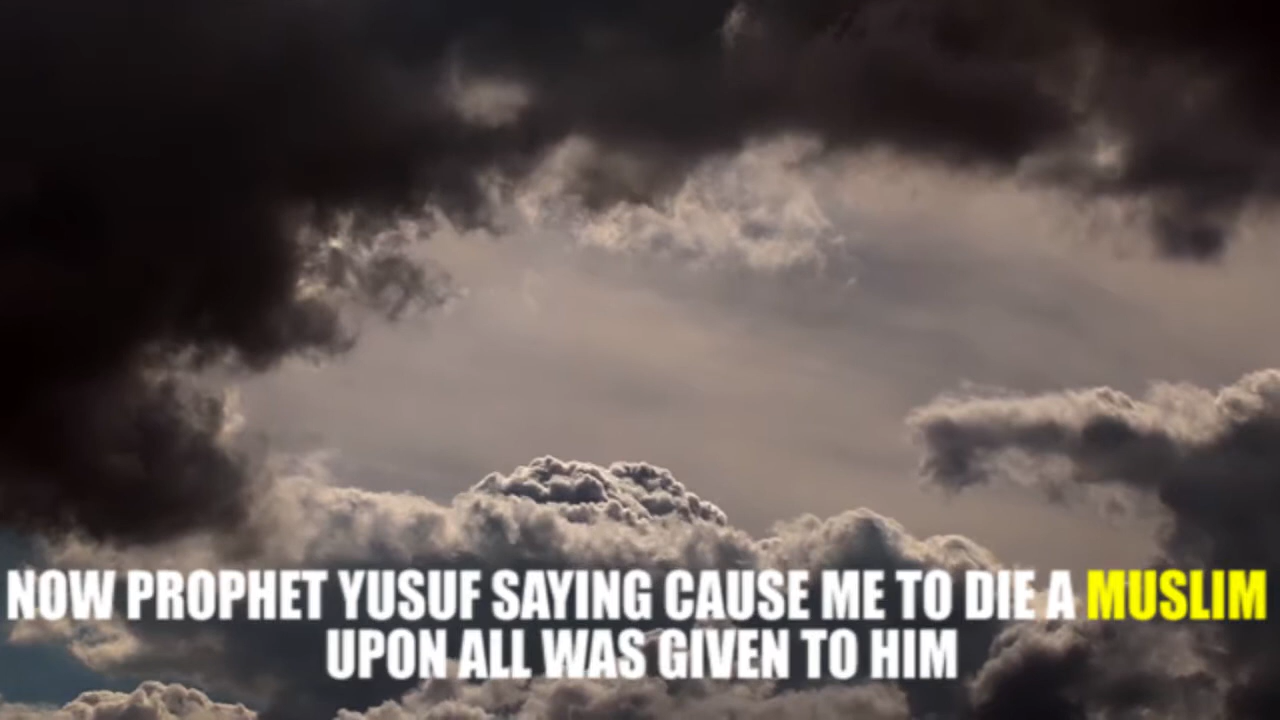 NOW PROPHET YUSUF SAYING CAUSE ME TO DIE A MUSLIM
UPON ALL WAS GIVEN TO HIM